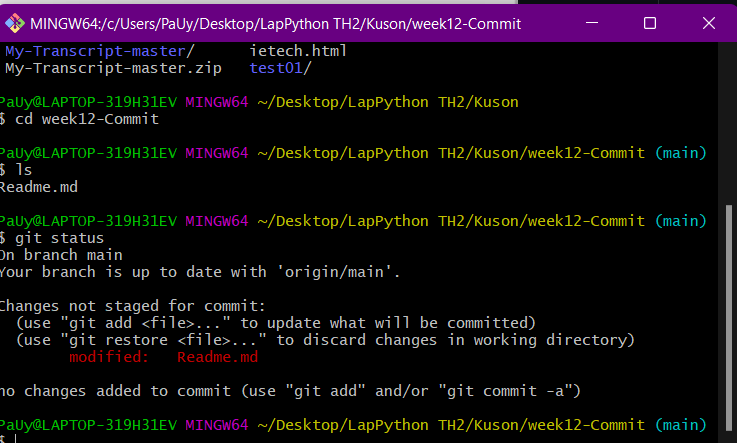 MINGW64:/c/Users/PaUy/Desktop/LapPython TH2/Kuson/week12-Commit
My-Transcript-master/ ietech.html
My-Transcript-master.zip test01/
PaUy@LAPTOP-319H31EV MINGW64 ~/Desktop/LapPython TH2/Kuson
$ cd week12-Commit
PaUy@LAPTOP-319H31EV MINGW64 ~/Desktop/LapPython TH2/Kuson/week12-Commit (main)
$ ls
Readme.md
PaUy@LAPTOP-319H31EV MINGW64 ~/Desktop/LapPython TH2/Kuson/week12-Commit (main)
$ git status
On branch main
Your branch is up to date with 'origin/main'.
Changes not staged for commit:
(use "git add <file>..." to update what will be committed)
(use "git restore <file>..." to discard changes in working directory)
modified: Readme.md
no changes added to commit (use "git add" and/or "git commit -a")
PaUy@LAPTOP-319H31EV MINGW64 ~/Desktop/LapPython TH2/Kuson/week12-Commit (main)
$